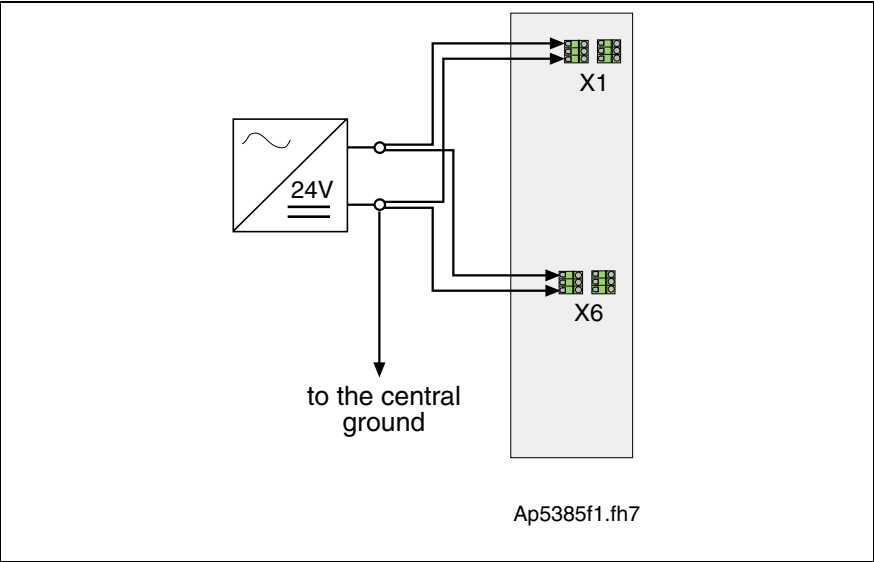 X1
24V
X6
to the central
ground
Ap5385f1.fh7